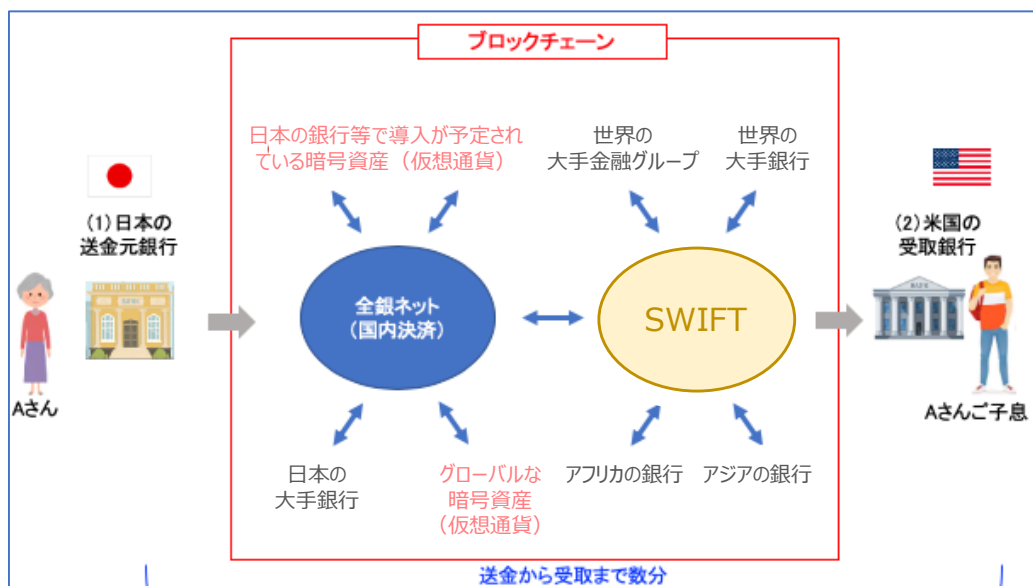 ブロックチェーン
日本の銀行等で導入が予定され
ている暗号資産（仮想通貨）
世界の
大手金融グループ
世界の
大手銀行
(1)日本の
送金元銀行
(2)米国の
受取銀行
BANK
全銀ネット
（国内決済）
SWIFT
Aさん
Aさんご子息
日本の
大手銀行
グローバルな
暗号資産
（仮想通貨）
アフリカの銀行
アジアの銀行
送金から受取まで数分